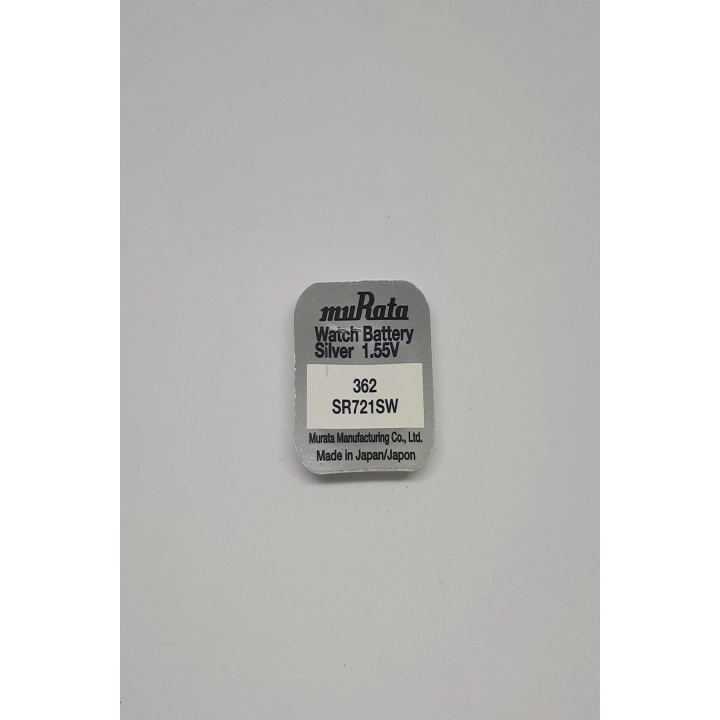 muRata
Watch Battery
Silver 1.55V
362
SR721SW
Murata Manufacturing Co., Ltd.
Made in Japan/Japon